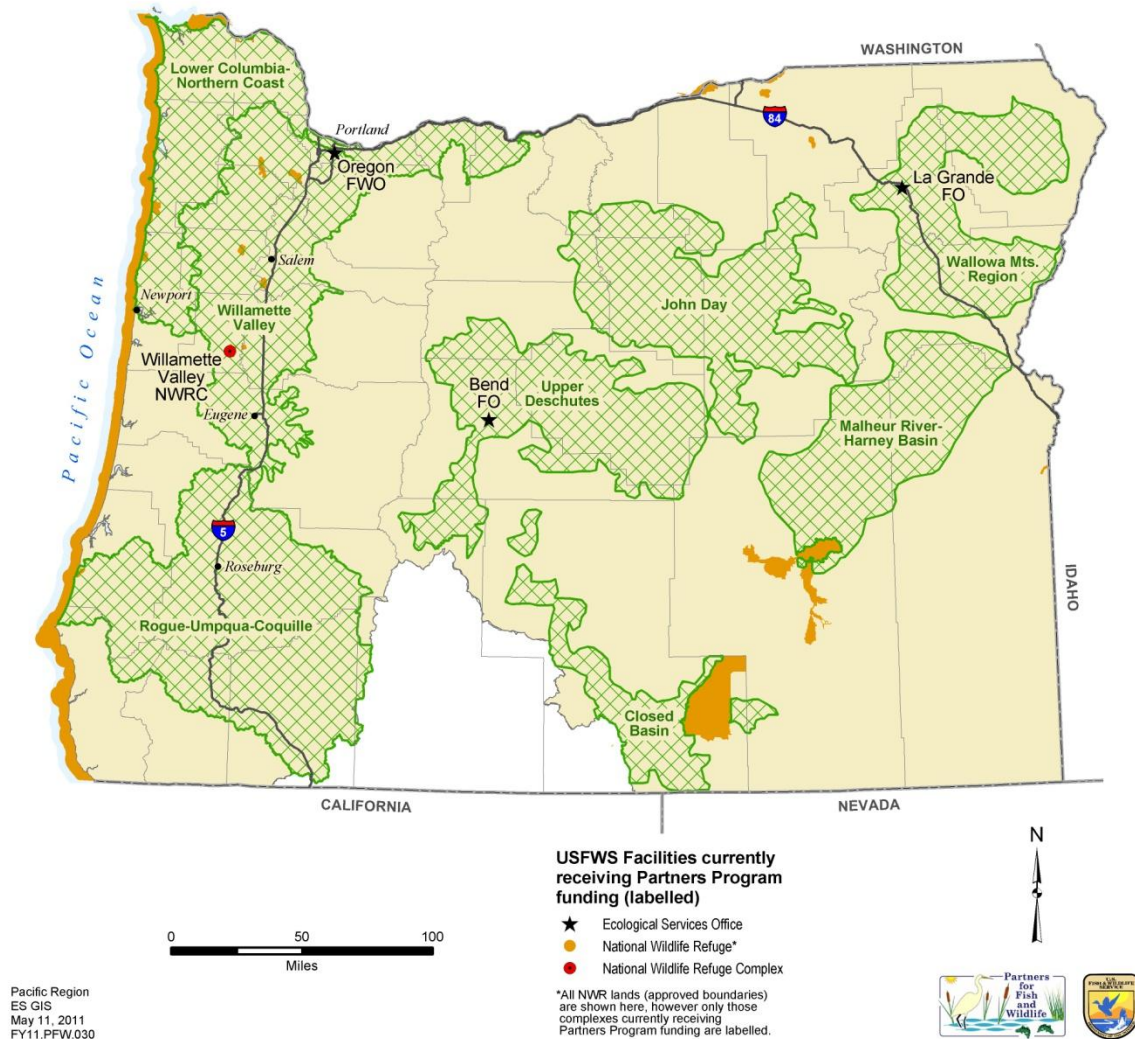 WASHINGTON
Lower Columbia-
Northern Coast
84
Portland
Oregon
FWO
La Grande
FO
Salem
Wallowa Mts.
Region
Pacific Ocean
Newport
Willamette
Valley
John Day
Willamette
Valley
NWRC
Bend
FO
Upper
Deschutes
Eugene
Malheur River-
Harney Basin
5
Roseburg
IDAHO
Rogue-Umpqua-Coquille
Closed
Basin
CALIFORNIA
NEVADA
N
USFWS Facilities currently
receiving Partners Program
funding (labelled)
Ecological Services Office
National Wildlife Refuge*
National Wildlife Refuge Complex
*All NWR lands (approved boundaries)
are shown here, however only those
complexes currently receiving
Partners Program funding are labelled.
0 50 100
Miles
Pacific Region
ES GIS
May 11, 2011
FY11.PFW.030
Partners
for
Fish
and
Wildlife
U.S.
FISH & WILDLIFE
SERVICE